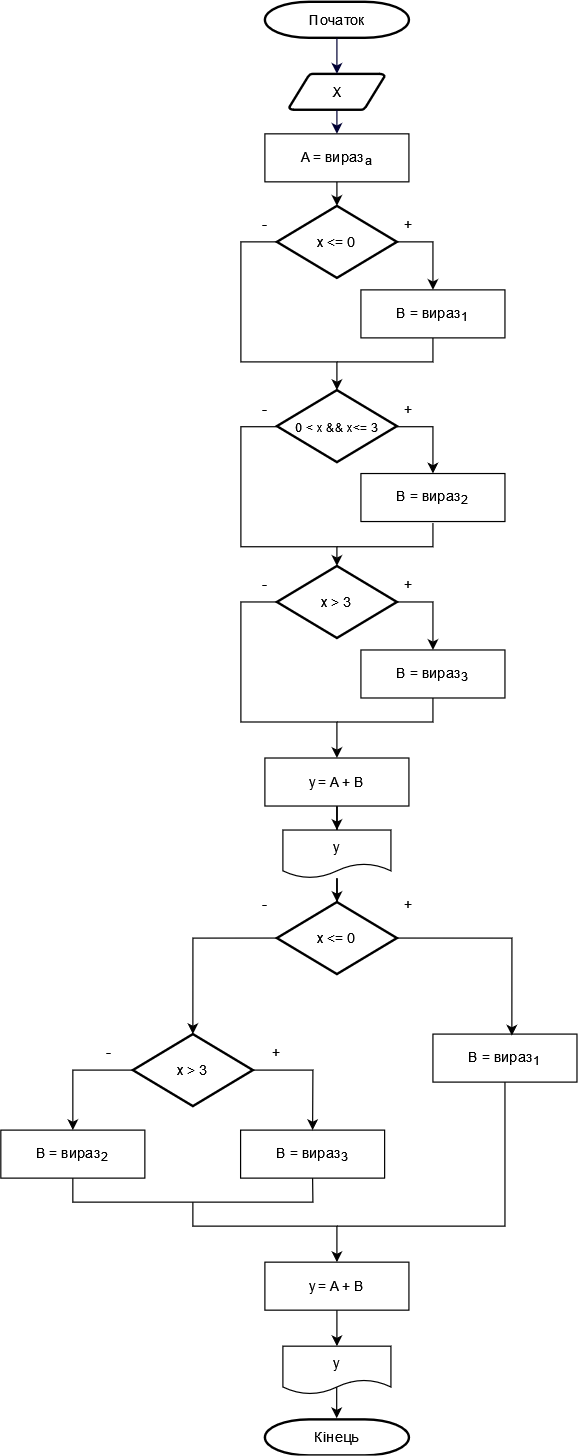 Початок
X
A = виразa
- +
x <= 0
B = вираз1
- +
0 < x && x<= 3
B = вираз2
- +
x > 3
B = вираз3
y = A + B
y
- +
x <= 0
- +
x > 3
B = вираз1
B = вираз2
B = вираз3
y = A + B
y
Кінець